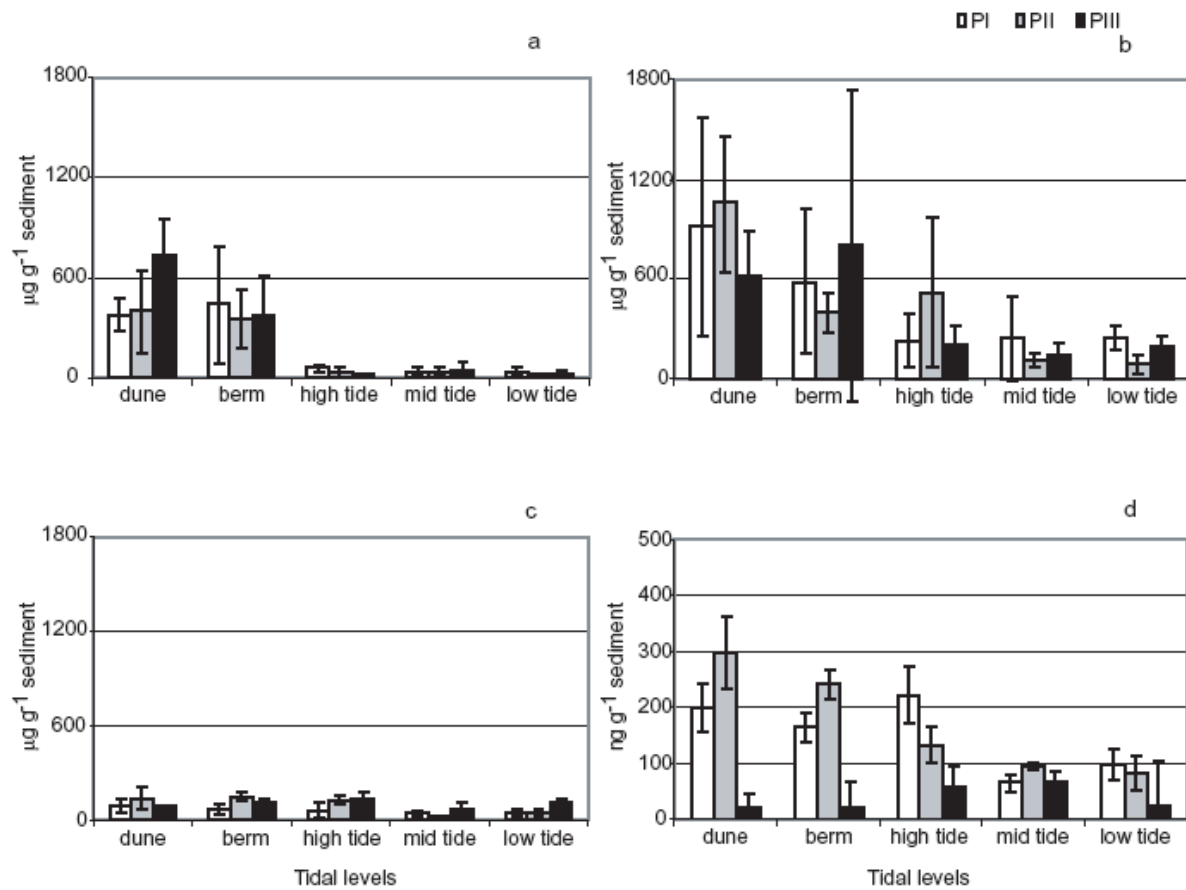 PI PII PIII
a
1800
1200
600
0
µg g⁻¹ sediment
dune berm high tide mid tide low tide
b
1800
1200
600
0
µg g⁻¹ sediment
dune berm high tide mid tide low tide
c
1800
1200
600
0
µg g⁻¹ sediment
dune berm high tide mid tide low tide
Tidal levels
d
500
400
300
200
100
0
ng g⁻¹ sediment
dune berm high tide mid tide low tide
Tidal levels